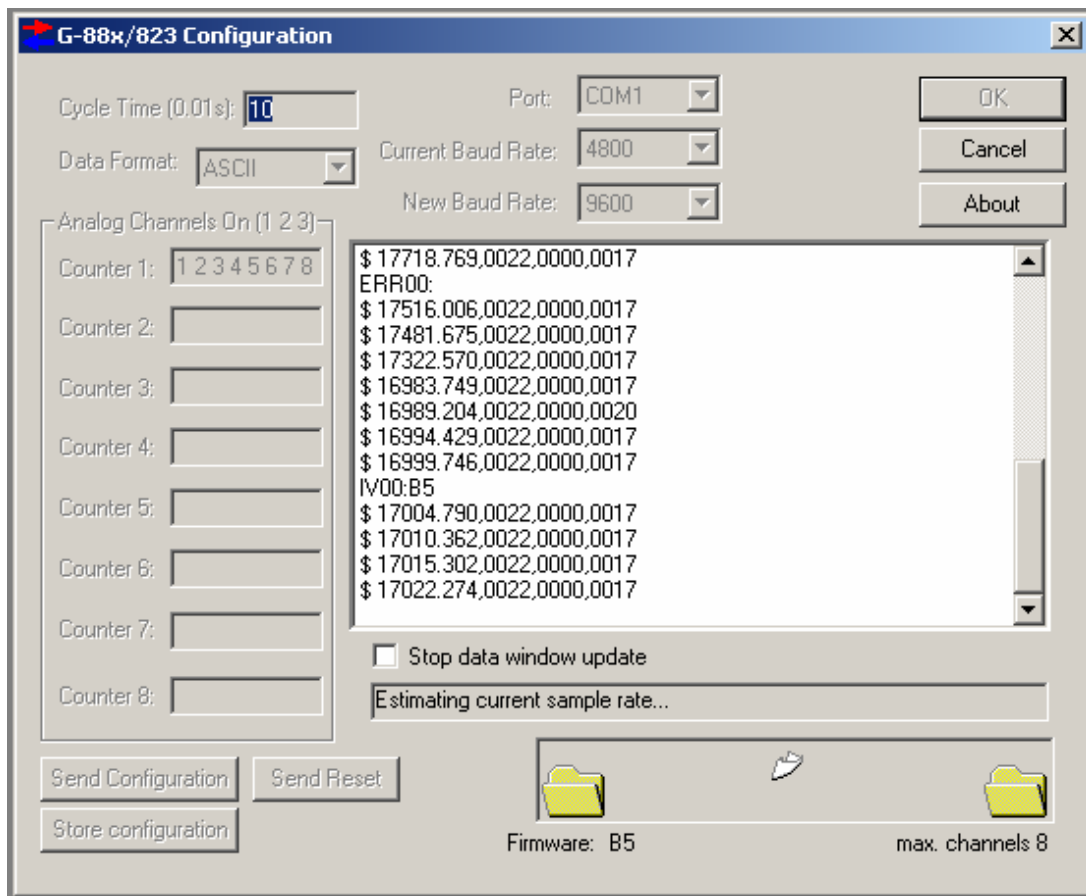 G-88x/823 Configuration
Cycle Time (0.01s): 10
Data Format: ASCII
Port: COM1
Current Baud Rate: 4800
New Baud Rate: 9600
OK
Cancel
About
Analog Channels On (1 2 3)
Counter 1: 1 2 3 4 5 6 7 8
Counter 2:
Counter 3:
Counter 4:
Counter 5:
Counter 6:
Counter 7:
Counter 8:
$ 17718.769,0022,0000,0017
ERR00:
$ 17516.006,0022,0000,0017
$ 17481.675,0022,0000,0017
$ 17322.570,0022,0000,0017
$ 16983.749,0022,0000,0017
$ 16989.204,0022,0000,0020
$ 16994.429,0022,0000,0017
$ 16999.746,0022,0000,0017
IV00:B5
$ 17004.790,0022,0000,0017
$ 17010.362,0022,0000,0017
$ 17015.302,0022,0000,0017
$ 17022.274,0022,0000,0017
Stop data window update
Estimating current sample rate...
Send Configuration
Send Reset
Store configuration
Firmware: B5
max. channels 8